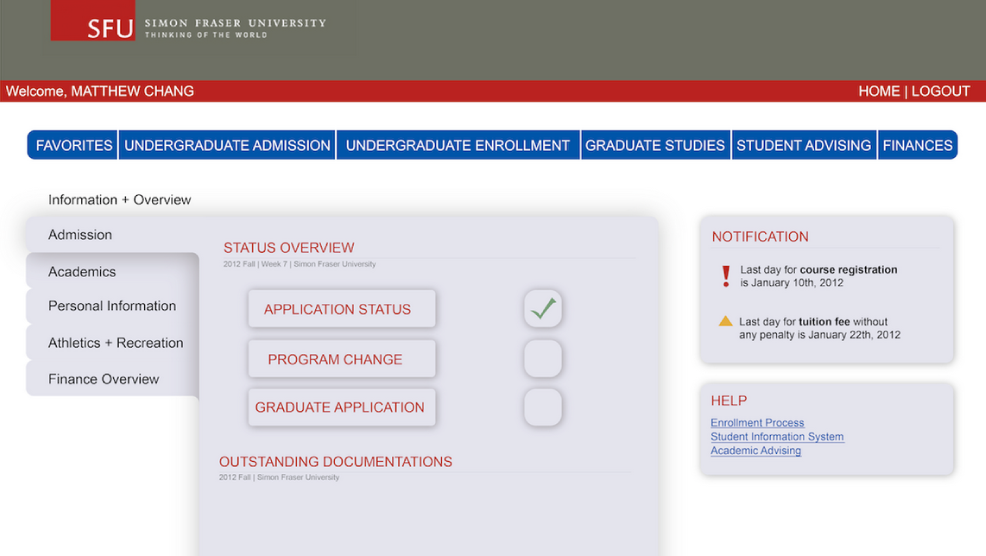 SFU
SIMON FRASER UNIVERSITY
THINKING OF THE WORLD
Welcome, MATTHEW CHANG
HOME | LOGOUT
FAVORITES
UNDERGRADUATE ADMISSION
UNDERGRADUATE ENROLLMENT
GRADUATE STUDIES
STUDENT ADVISING
FINANCES
Information + Overview
Admission
Academics
Personal Information
Athletics + Recreation
Finance Overview
STATUS OVERVIEW
2012 Fall | Week 7 | Simon Fraser University
APPLICATION STATUS
PROGRAM CHANGE
GRADUATE APPLICATION
OUTSTANDING DOCUMENTATIONS
2012 Fall | Simon Fraser University
NOTIFICATION
Last day for course registration
is January 10th, 2012
Last day for tuition fee without
any penalty is January 22th, 2012
HELP
Enrollment Process
Student Information System
Academic Advising